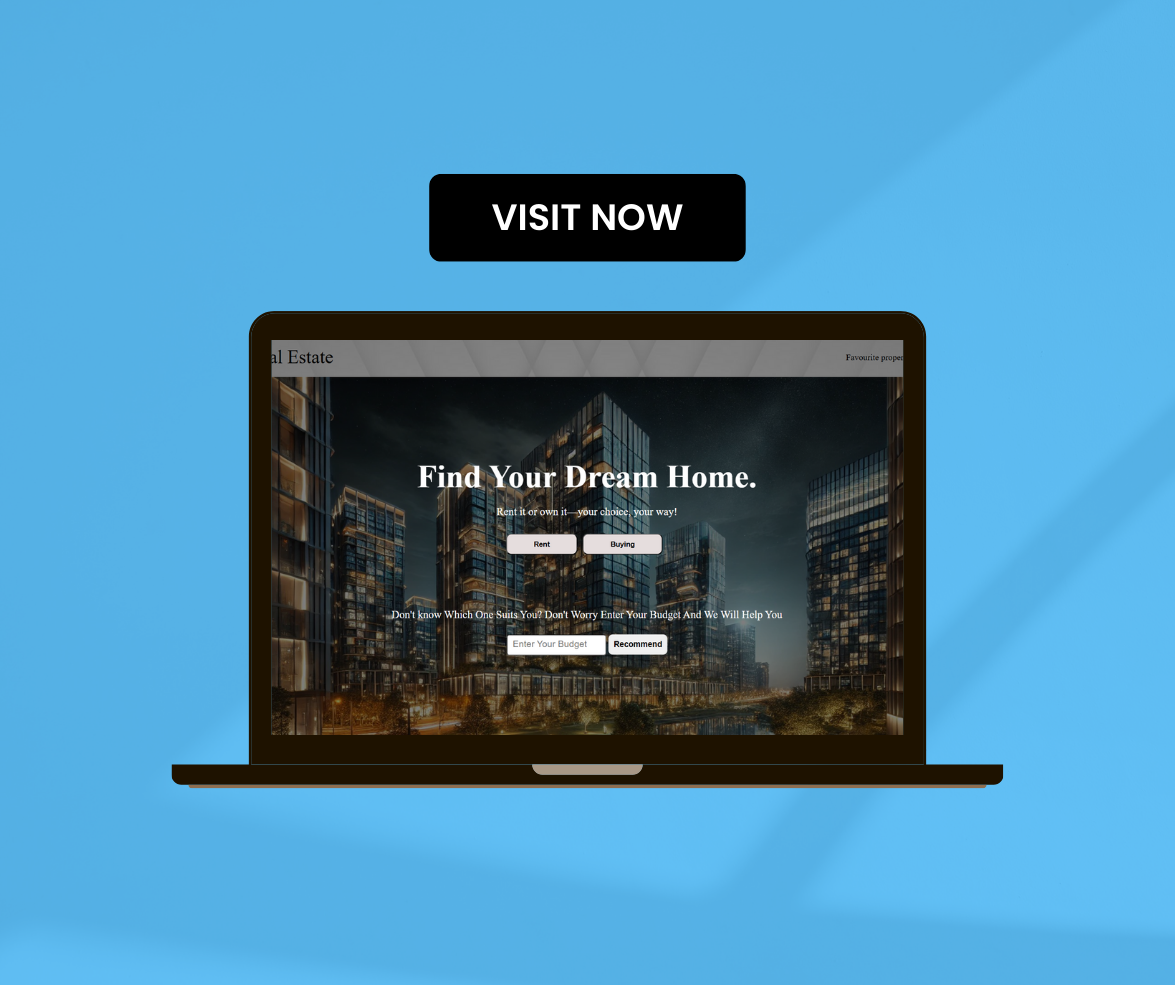 VISIT NOW
al Estate
Favourite proper
Find Your Dream Home.
Rent it or own it—your choice, your way!
Rent
Buying
Don't know Which One Suits You? Don't Worry Enter Your Budget And We Will Help You
Enter Your Budget
Recommend